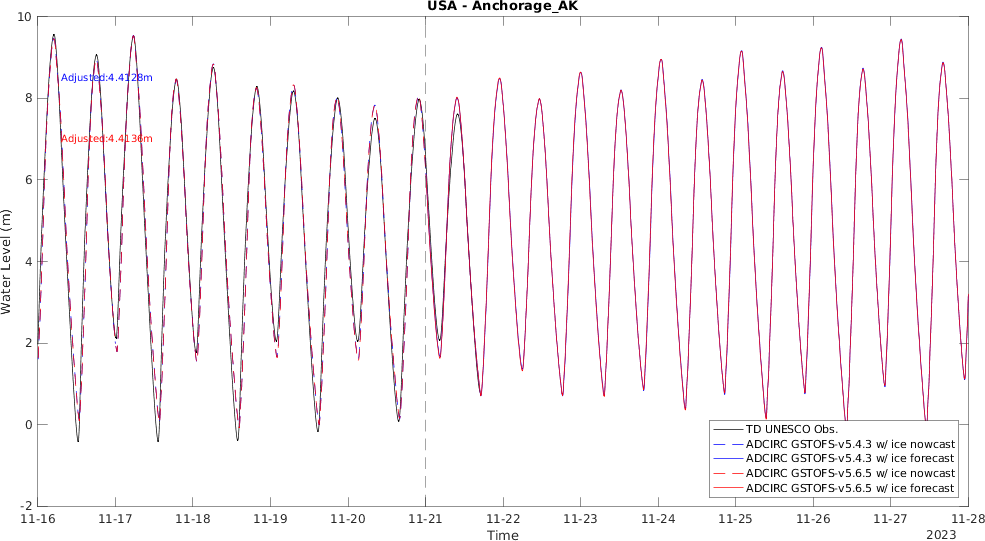 USA - Anchorage_AK
10
8
6
4
2
0
-2
Water Level (m)
Adjusted:4.4128m
Adjusted:4.4136m
TD UNESCO Obs.
ADCIRC GSTOFS-v5.4.3 w/ ice nowcast
ADCIRC GSTOFS-v5.4.3 w/ ice forecast
ADCIRC GSTOFS-v5.6.5 w/ ice nowcast
ADCIRC GSTOFS-v5.6.5 w/ ice forecast
11-16 11-17 11-18 11-19 11-20 11-21 11-22 11-23 11-24 11-25 11-26 11-27 11-28
Time
2023